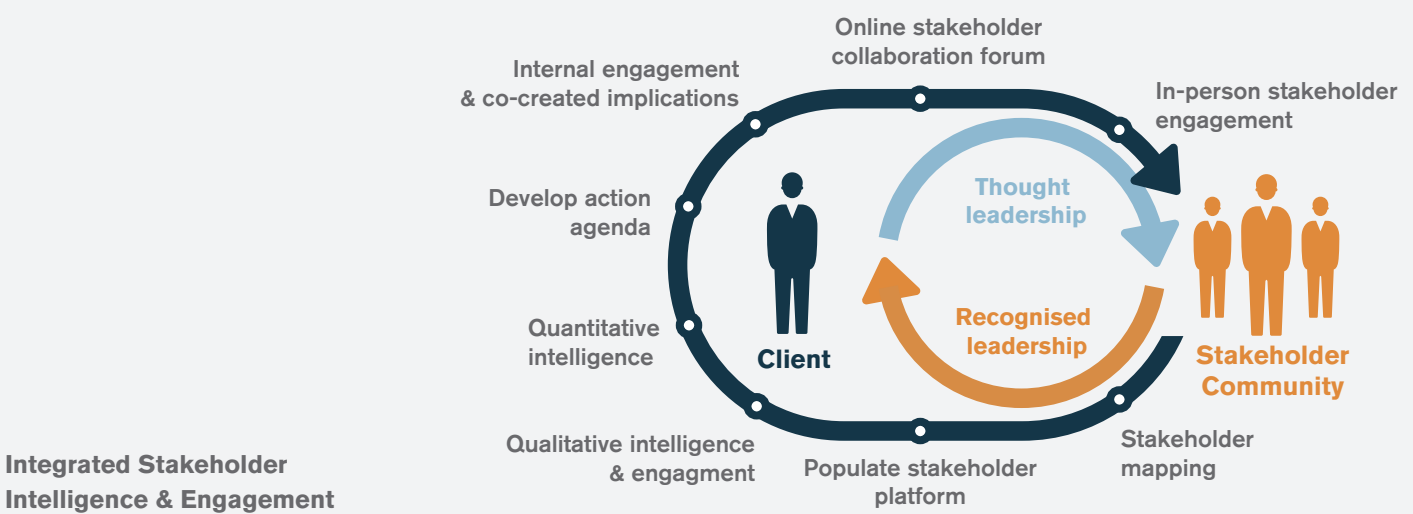 Online stakeholder
collaboration forum
Internal engagement
& co-created implications
In-person stakeholder
engagement
Develop action
agenda
Thought
leadership
Quantitative
intelligence
Client
Recognised
leadership
Stakeholder
Community
Qualitative intelligence
& engagment
Populate stakeholder
platform
Stakeholder
mapping
Integrated Stakeholder
Intelligence & Engagement